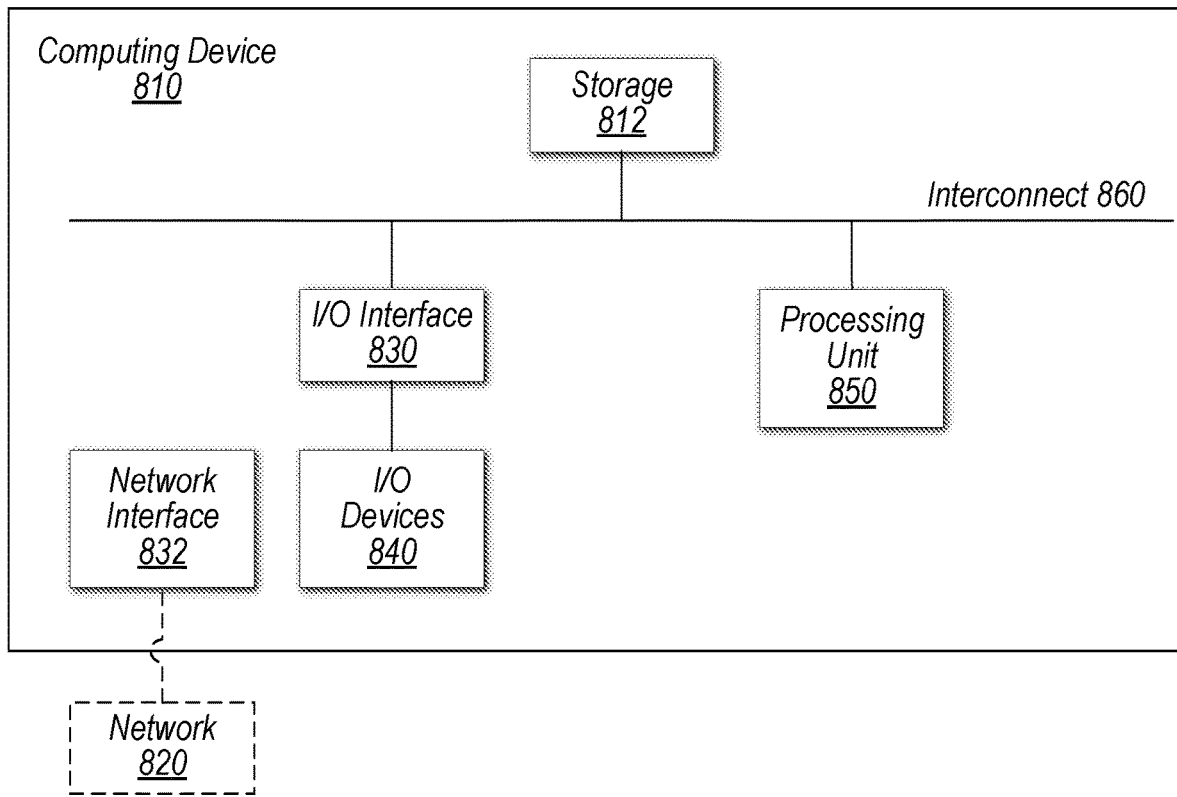 Computing Device
810
Storage
812
Interconnect 860
I/O Interface
830
Processing
Unit
850
Network
Interface
832
I/O
Devices
840
Network
820